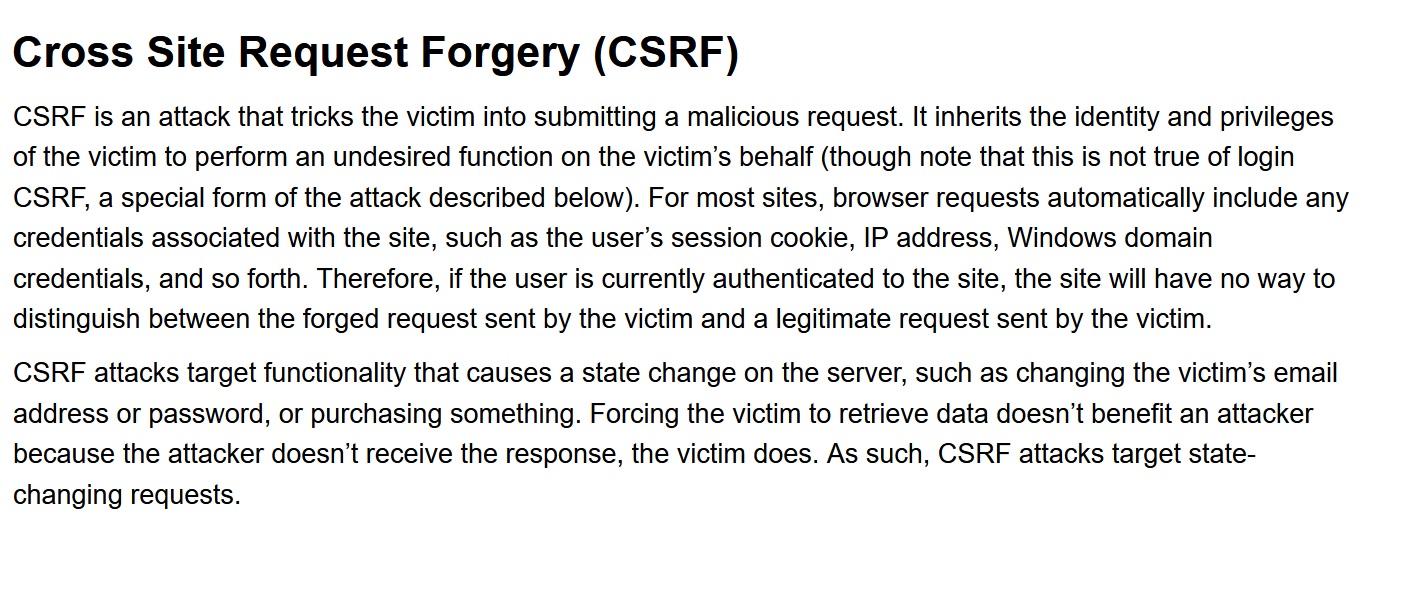 Cross Site Request Forgery (CSRF)
CSRF is an attack that tricks the victim into submitting a malicious request. It inherits the identity and privileges
of the victim to perform an undesired function on the victim’s behalf (though note that this is not true of login
CSRF, a special form of the attack described below). For most sites, browser requests automatically include any
credentials associated with the site, such as the user’s session cookie, IP address, Windows domain
credentials, and so forth. Therefore, if the user is currently authenticated to the site, the site will have no way to
distinguish between the forged request sent by the victim and a legitimate request sent by the victim.
CSRF attacks target functionality that causes a state change on the server, such as changing the victim’s email
address or password, or purchasing something. Forcing the victim to retrieve data doesn’t benefit an attacker
because the attacker doesn’t receive the response, the victim does. As such, CSRF attacks target state-
changing requests.